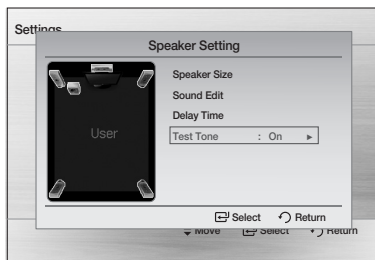 Settings
Speaker Setting
Speaker Size
Sound Edit
Delay Time
Test Tone : On ►
User
Select Return
Move Select Return